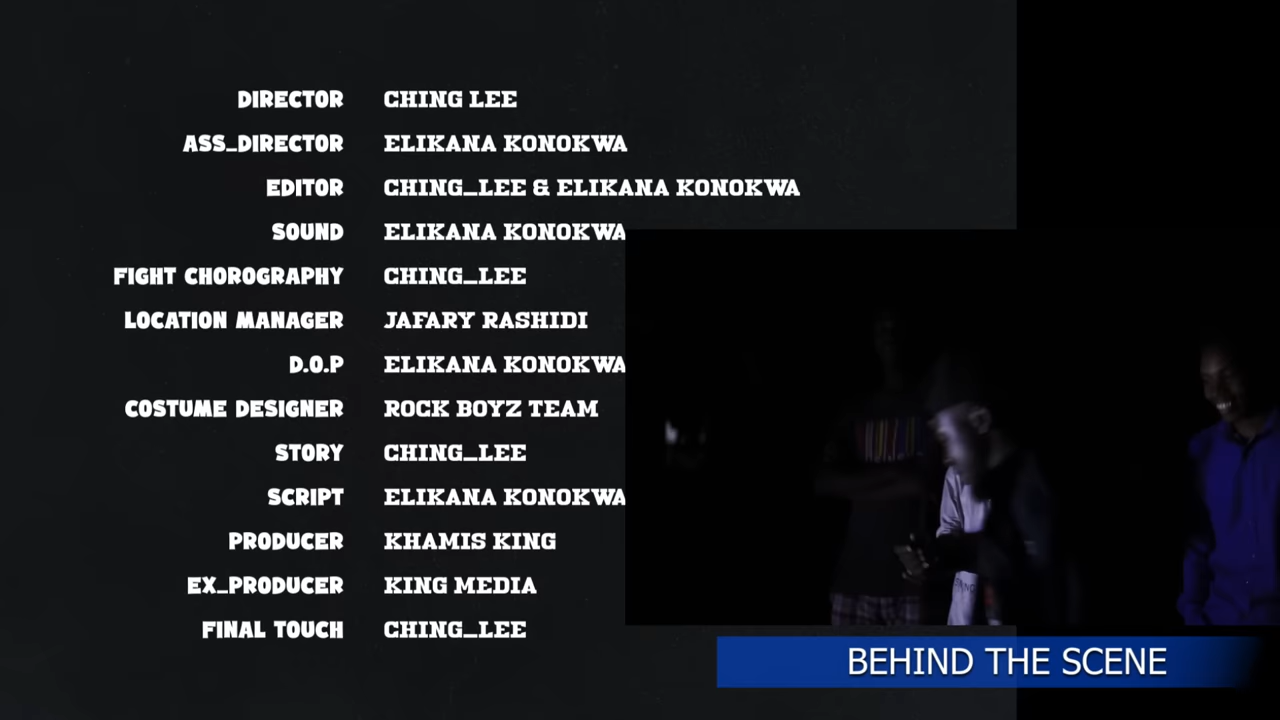 DIRECTOR CHING LEE
ASS_DIRECTOR ELIKANA KONOKWA
EDITOR CHING_LEE & ELIKANA KONOKWA
SOUND ELIKANA KONOKWA
FIGHT CHOROGRAPHY CHING_LEE
LOCATION MANAGER JAFARY RASHIDI
D.O.P ELIKANA KONOKWA
COSTUME DESIGNER ROCK BOYZ TEAM
STORY CHING_LEE
SCRIPT ELIKANA KONOKWA
PRODUCER KHAMIS KING
EX_PRODUCER KING MEDIA
FINAL TOUCH CHING_LEE
BEHIND THE SCENE